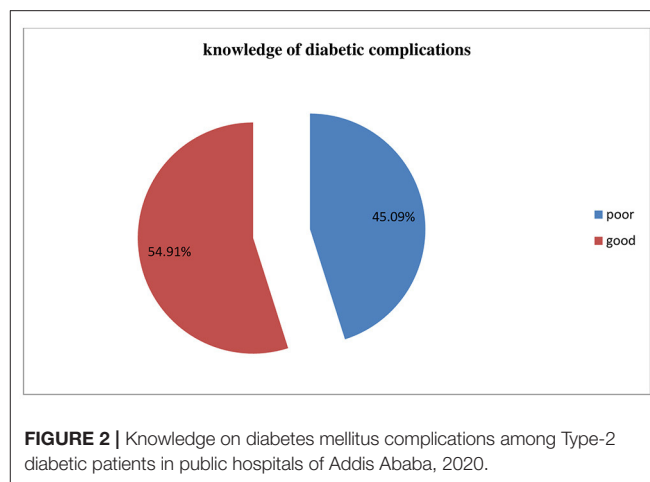 knowledge of diabetic complications
45.09%
54.91%
poor
good
FIGURE 2 | Knowledge on diabetes mellitus complications among Type-2
diabetic patients in public hospitals of Addis Ababa, 2020.